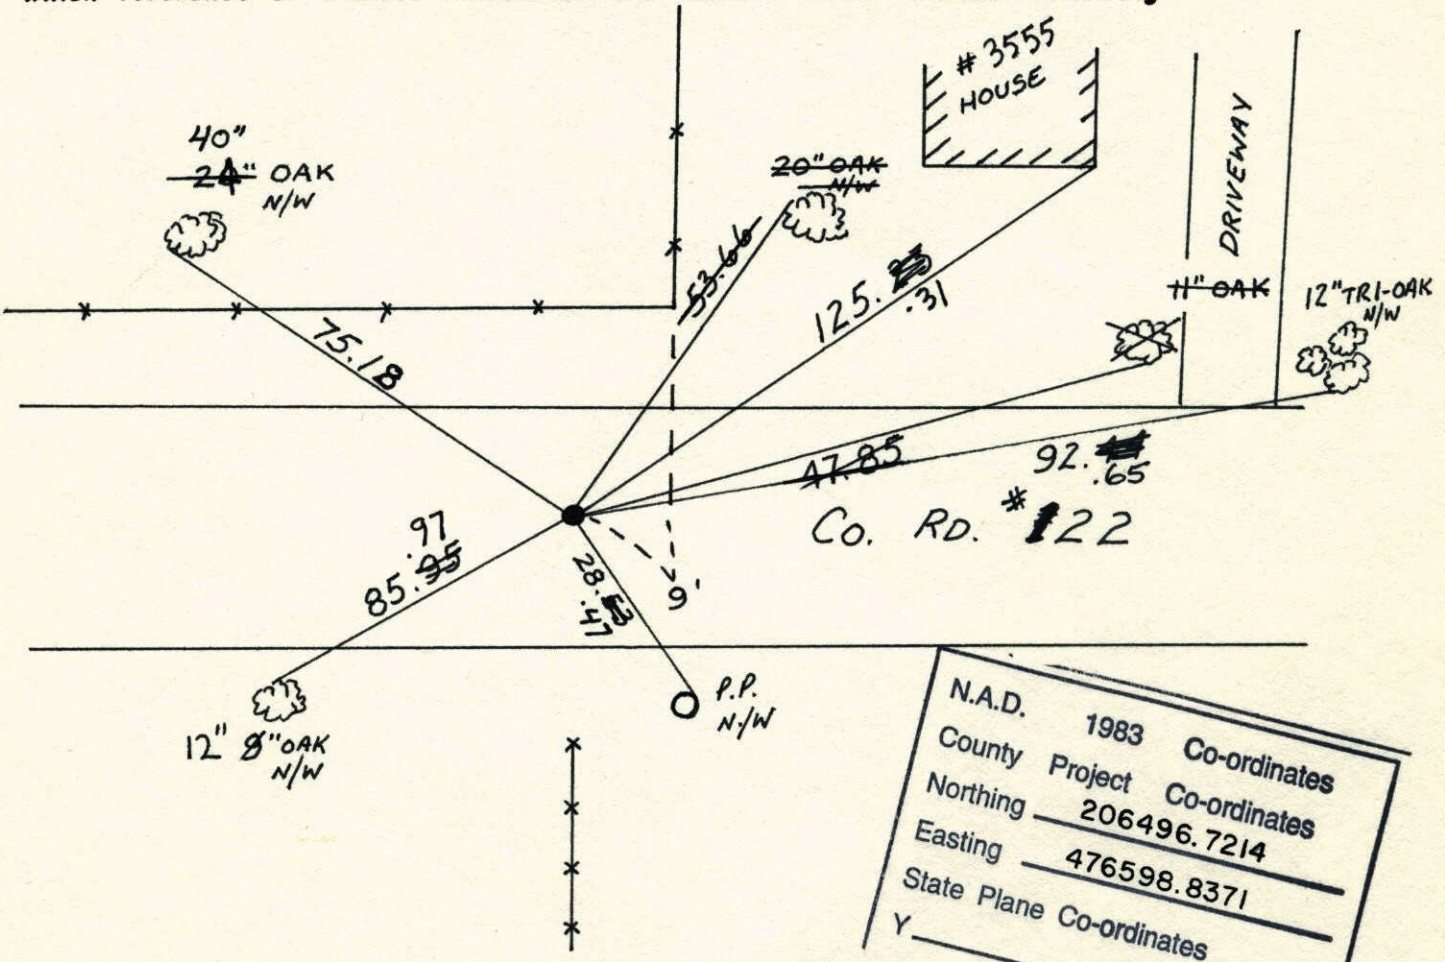 # 3555
HOUSE
DRIVEWAY
40"
24" OAK
N/W
20" OAK
N/W
53.66
125.
.31
11" OAK
12" TRI-OAK
N/W
75.18
47.85
92.
.65
Co. RD. # 122
.97
85.95
28.53
.47
9'
P.P.
N/W
12" 8" OAK
N/W
N.A.D. 1983 Co-ordinates
County Project Co-ordinates
Northing 206496.7214
Easting 476598.8371
State Plane Co-ordinates
Y